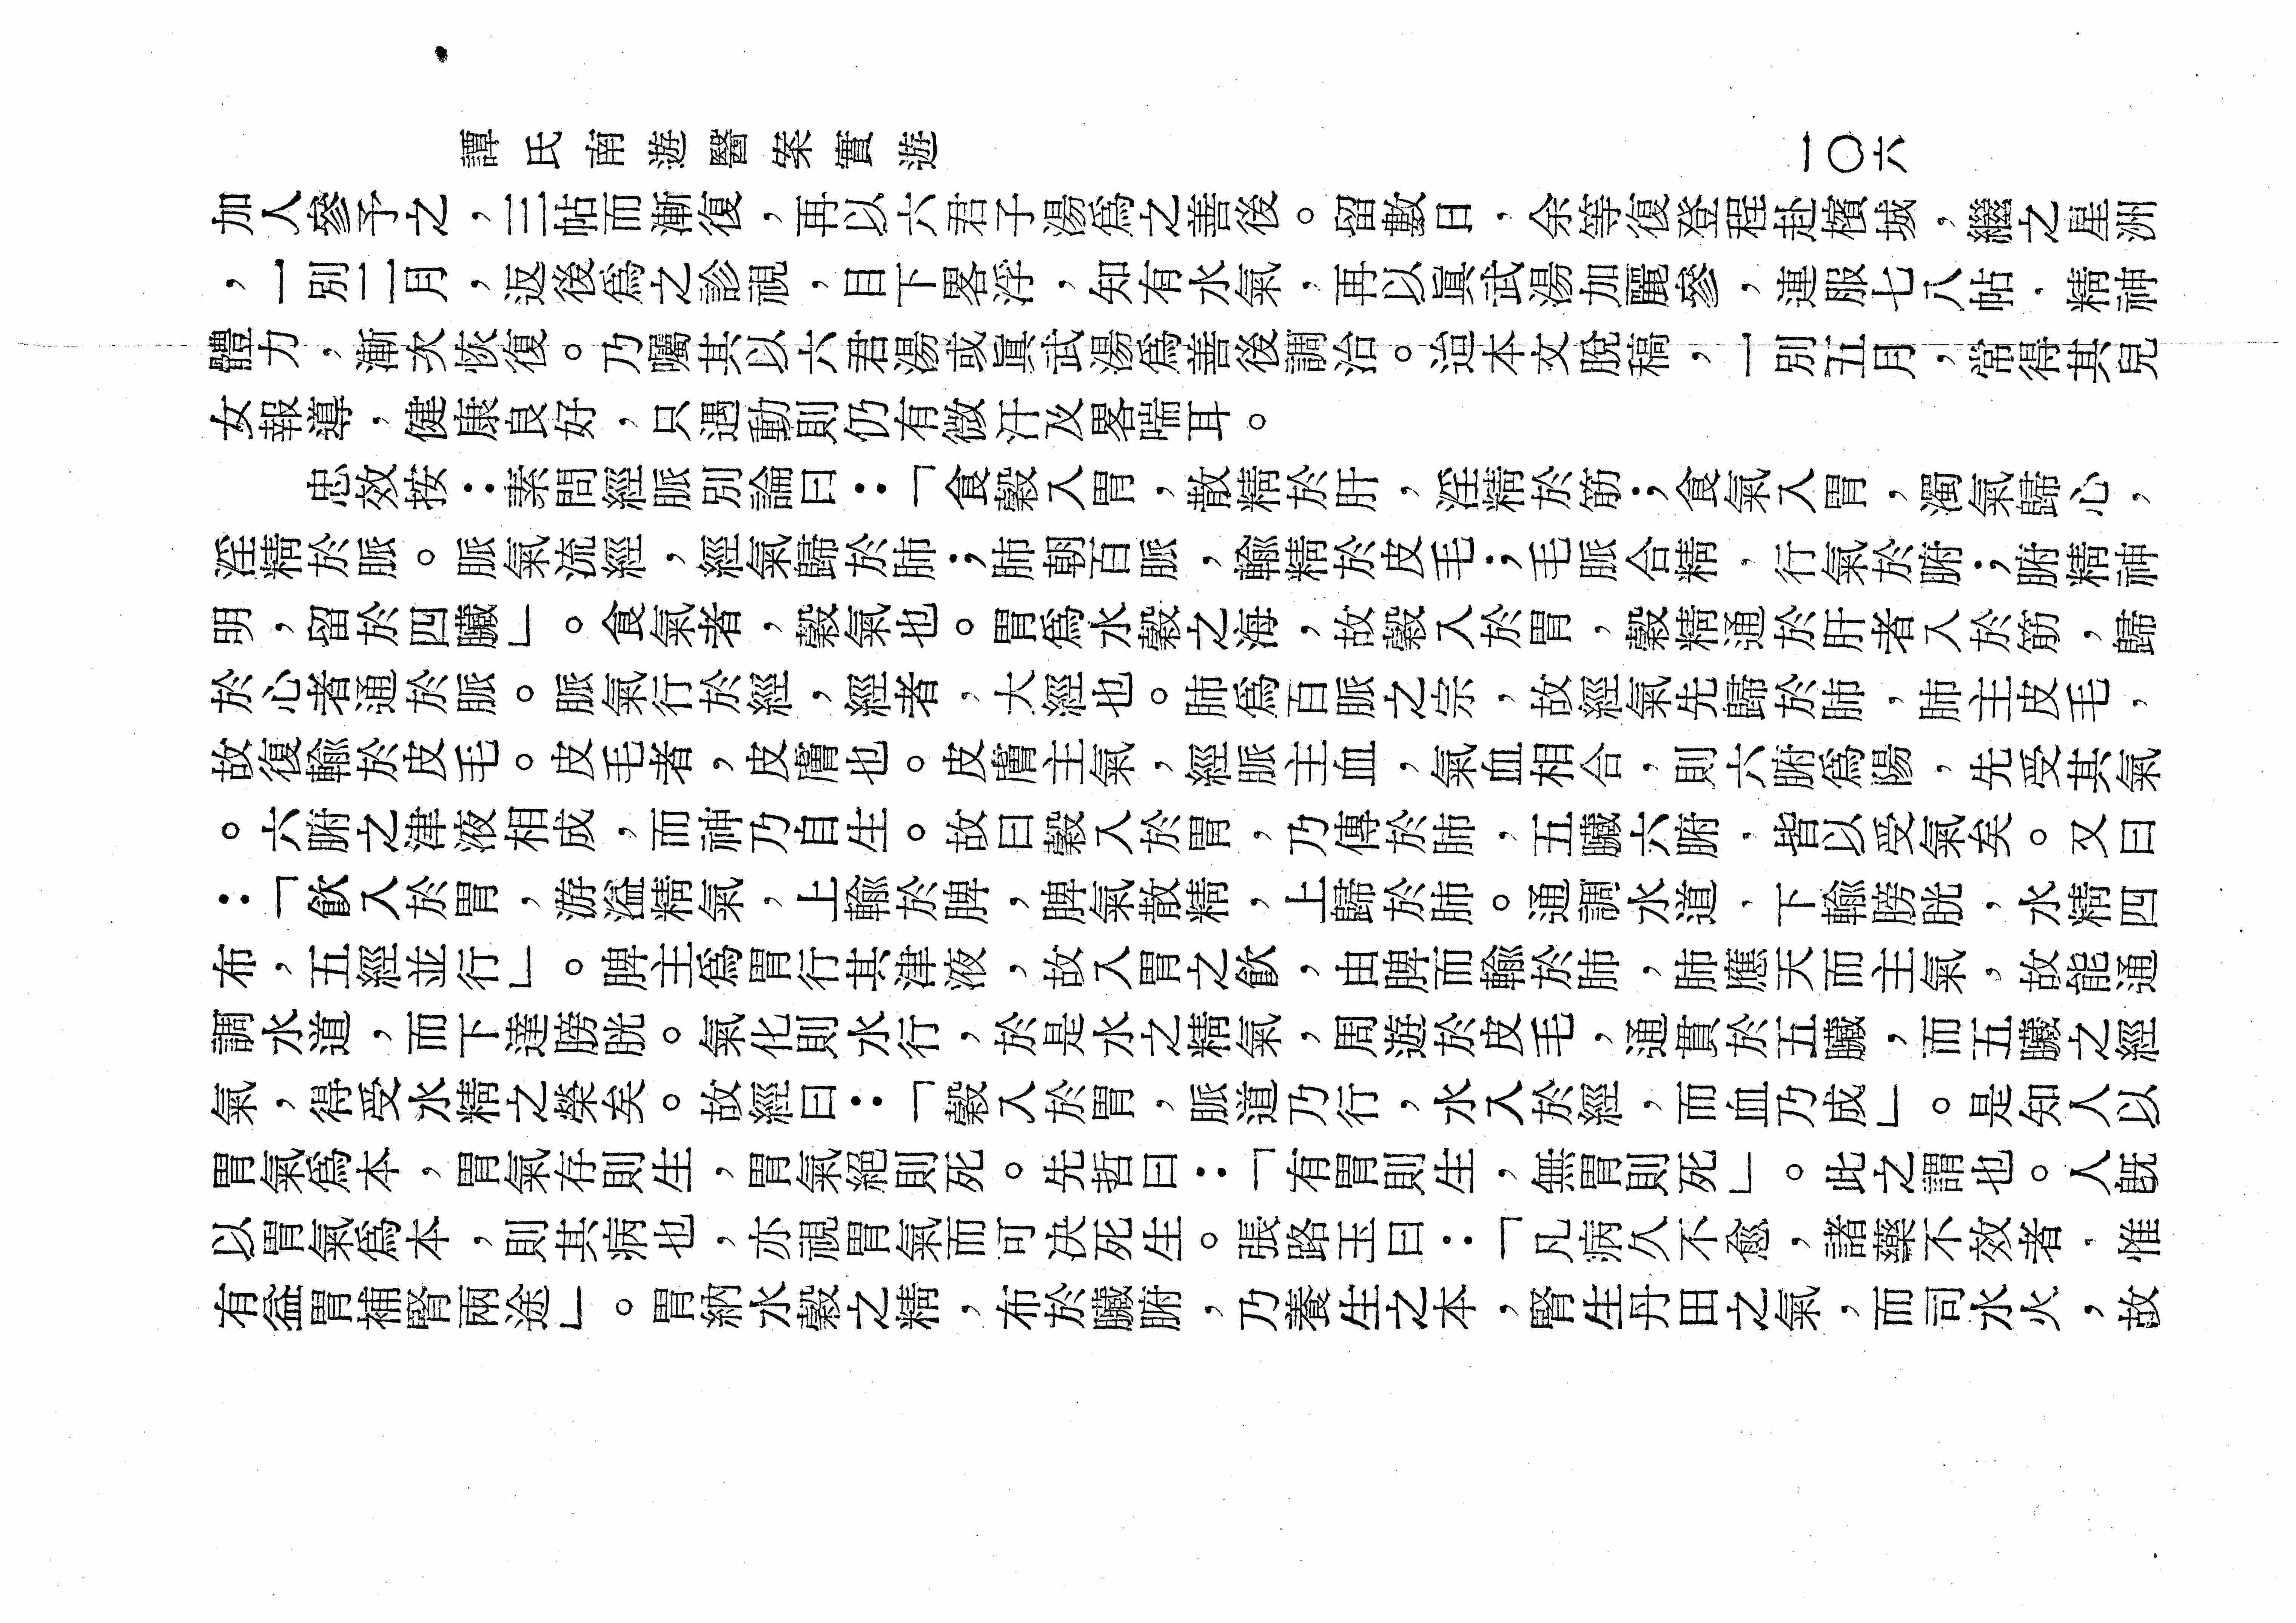 譚氏南遊醫案實遊
一〇六
加人參予之，三帖而漸復，再以六君子湯爲之善後。留數日，余等復登程赴檳城，繼之星洲
，一別二月，返後爲之診視，目下畧浮，知有水氣，再以眞武湯加麗參，連服七八帖，精神
體力，漸次恢復。乃囑其以六君湯或眞武湯爲善後調治。迨本文脫稿，一別五月，常得其兒
女報導，健康良好，只遇動則仍有微汗及畧喘耳。
忠效按：素問經脈別論曰：「食穀入胃，散精於肝，淫精於筋；食氣入胃，濁氣歸心，
淫精於脈。脈氣流經，經氣歸於肺；肺朝百脈，輸精於皮毛；毛脈合精，行氣於腑；腑精神
明，留於四臟」。食氣者，穀氣也。胃爲水穀之海，故穀入於胃，穀精通於肝者入於筋，歸
於心者通於脈。脈氣行於經，經者，大經也。肺爲百脈之宗，故經氣先歸於肺，肺主皮毛，
故復輸於皮毛。皮毛者，皮膚也。皮膚主氣，經脈主血，氣血相合，則六腑爲陽，先受其氣
。六腑之津液相成，而神乃自生。故曰穀入於胃，乃傳於肺，五臟六腑，皆以受氣矣。又曰
：「飲入於胃，游溢精氣，上輸於脾，脾氣散精，上歸於肺。通調水道，下輸膀胱，水精四
布，五經並行」。脾主爲胃行其津液，故入胃之飲，由脾而輸於肺，肺應天而主氣，故能通
調水道，而下達膀胱。氣化則水行，於是水之精氣，周遊於皮毛，通貫於五臟，而五臟之經
氣，得受水精之榮矣。故經曰：「穀入於胃，脈道乃行，水入於經，而血乃成」。是知人以
胃氣爲本，胃氣存則生，胃氣絕則死。先哲曰：「有胃則生，無胃則死」。此之謂也。人旣
以胃氣爲本，則其病也，亦視胃氣而可決死生。張路玉曰：「凡病久不愈，諸藥不效者，惟
有益胃補腎兩途」。胃納水穀之精，布於臟腑，乃養生之本，腎生丹田之氣，而司水火，故